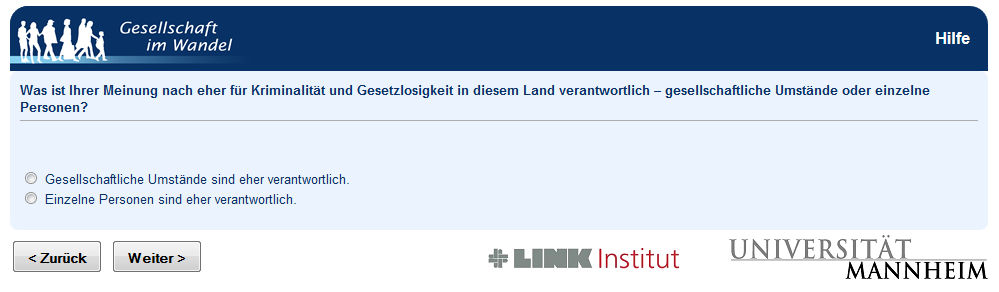 Gesellschaft
im Wandel
Hilfe
Was ist Ihrer Meinung nach eher für Kriminalität und Gesetzlosigkeit in diesem Land verantwortlich – gesellschaftliche Umstände oder einzelne
Personen?
Gesellschaftliche Umstände sind eher verantwortlich.
Einzelne Personen sind eher verantwortlich.
< Zurück Weiter >
LINK Institut
UNIVERSITÄT
MANNHEIM